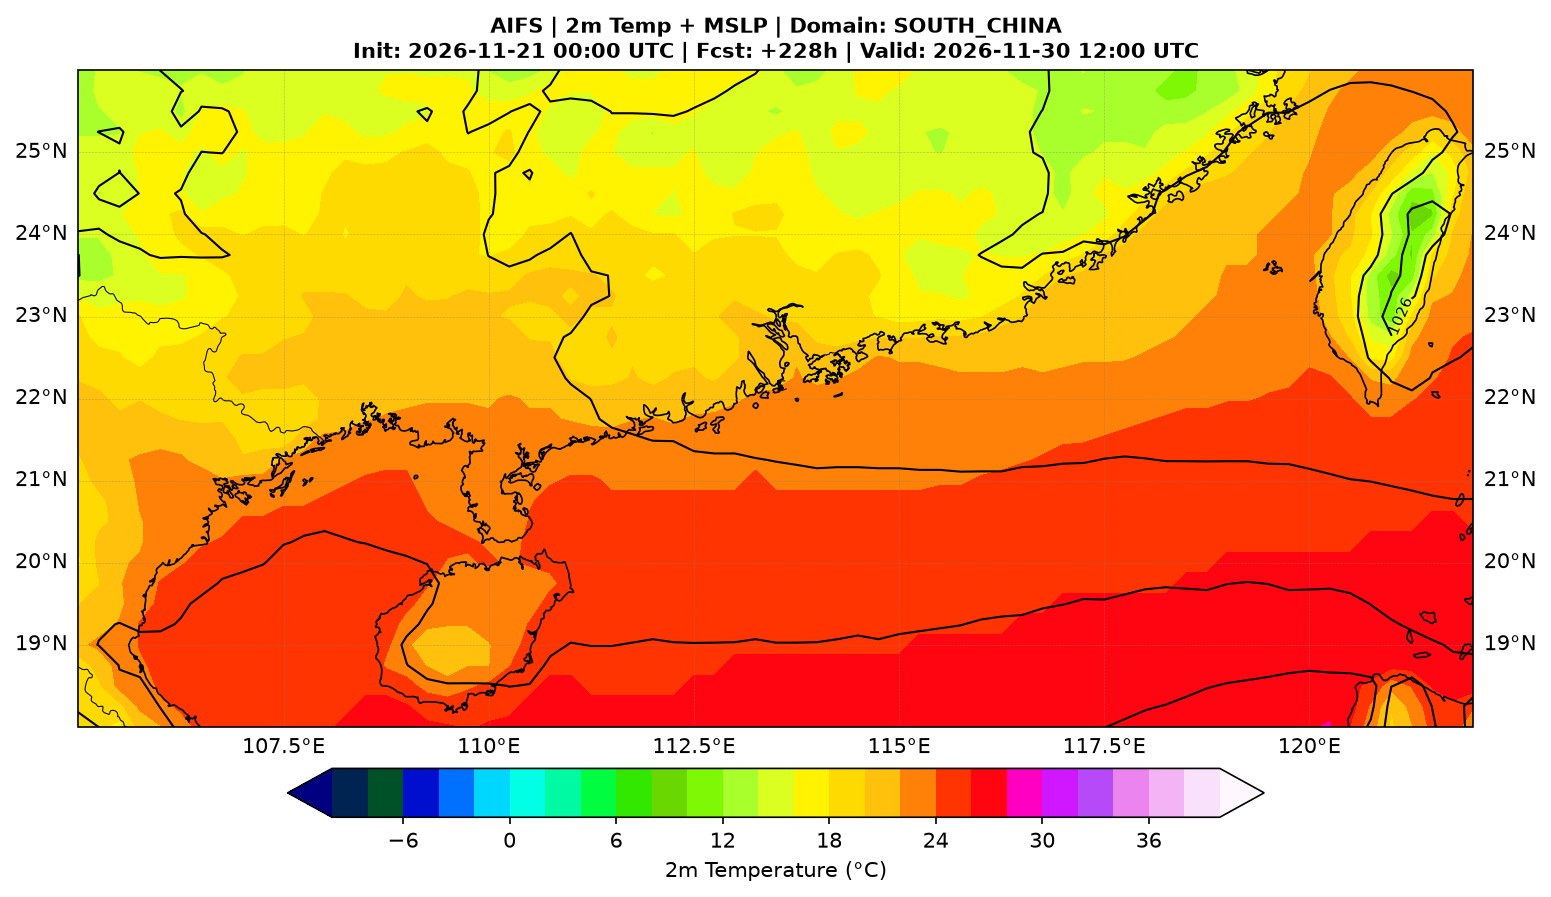 AIFS | 2m Temp + MSLP | Domain: SOUTH_CHINA
Init: 2026-11-21 00:00 UTC | Fcst: +228h | Valid: 2026-11-30 12:00 UTC
25°N 25°N
24°N 24°N
23°N 23°N
1026
22°N 22°N
21°N 21°N
20°N 20°N
19°N 19°N
107.5°E 110°E 112.5°E 115°E 117.5°E 120°E
−6 0 6 12 18 24 30 36
2m Temperature (°C)